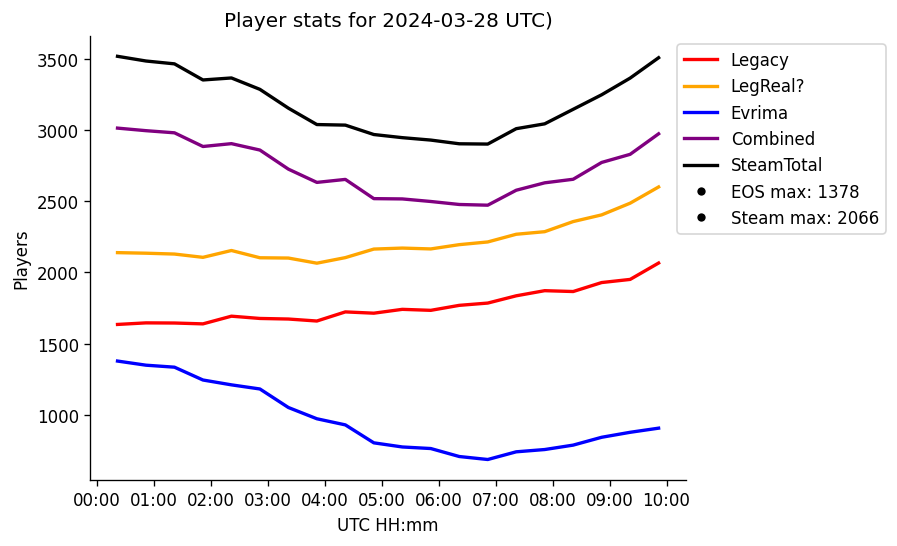 Player stats for 2024-03-28 UTC)
3500
3000
2500
2000
1500
1000
Players
00:00 01:00 02:00 03:00 04:00 05:00 06:00 07:00 08:00 09:00 10:00
UTC HH:mm
Legacy
LegReal?
Evrima
Combined
SteamTotal
EOS max: 1378
Steam max: 2066